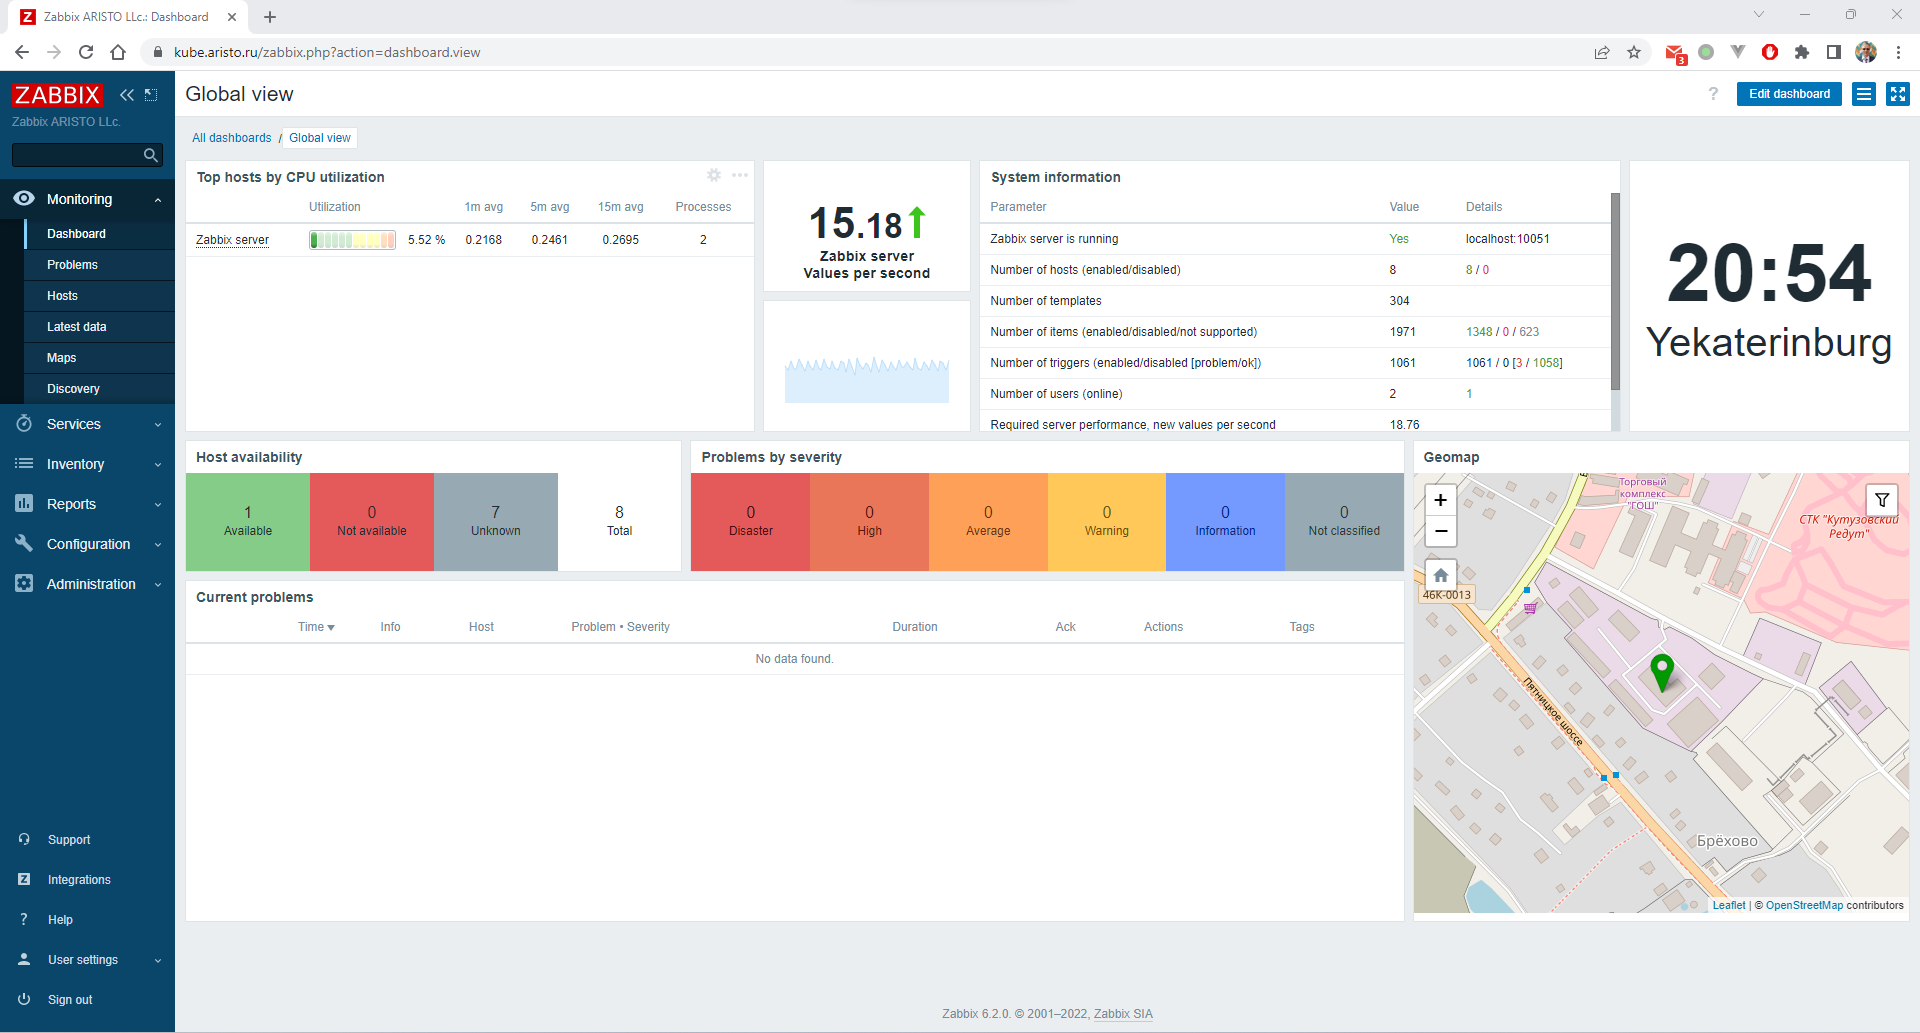 Zabbix ARISTO LLc.: Dashboard
kube.aristo.ru/zabbix.php?action=dashboard.view
3
ZABBIX
Zabbix ARISTO LLc.
Monitoring
Dashboard
Problems
Hosts
Latest data
Maps
Discovery
Services
Inventory
Reports
Configuration
Administration
Support
Integrations
Help
User settings
Sign out
Global view
? Edit dashboard
All dashboards / Global view
Top hosts by CPU utilization
Utilization 1m avg 5m avg 15m avg Processes
Zabbix server 5.52 % 0.2168 0.2461 0.2695 2
15.18
Zabbix server
Values per second
System information
Parameter Value Details
Zabbix server is running Yes localhost:10051
Number of hosts (enabled/disabled) 8 8 / 0
Number of templates 304
Number of items (enabled/disabled/not supported) 1971 1348 / 0 / 623
Number of triggers (enabled/disabled [problem/ok]) 1061 1061 / 0 [3 / 1058]
Number of users (online) 2 1
Required server performance, new values per second 18.76
20:54
Yekaterinburg
Host availability
1 Available
0 Not available
7 Unknown
8 Total
Problems by severity
0 Disaster
0 High
0 Average
0 Warning
0 Information
0 Not classified
Current problems
Time Info Host Problem • Severity Duration Ack Actions Tags
No data found.
Geomap
+
−
Торговый
комплекс
"ГОШ"
СТК "Кутузовский
Редут"
46К-0013
Пятницкое шоссе
Брёхово
Leaflet | © OpenStreetMap contributors
Zabbix 6.2.0. © 2001–2022, Zabbix SIA